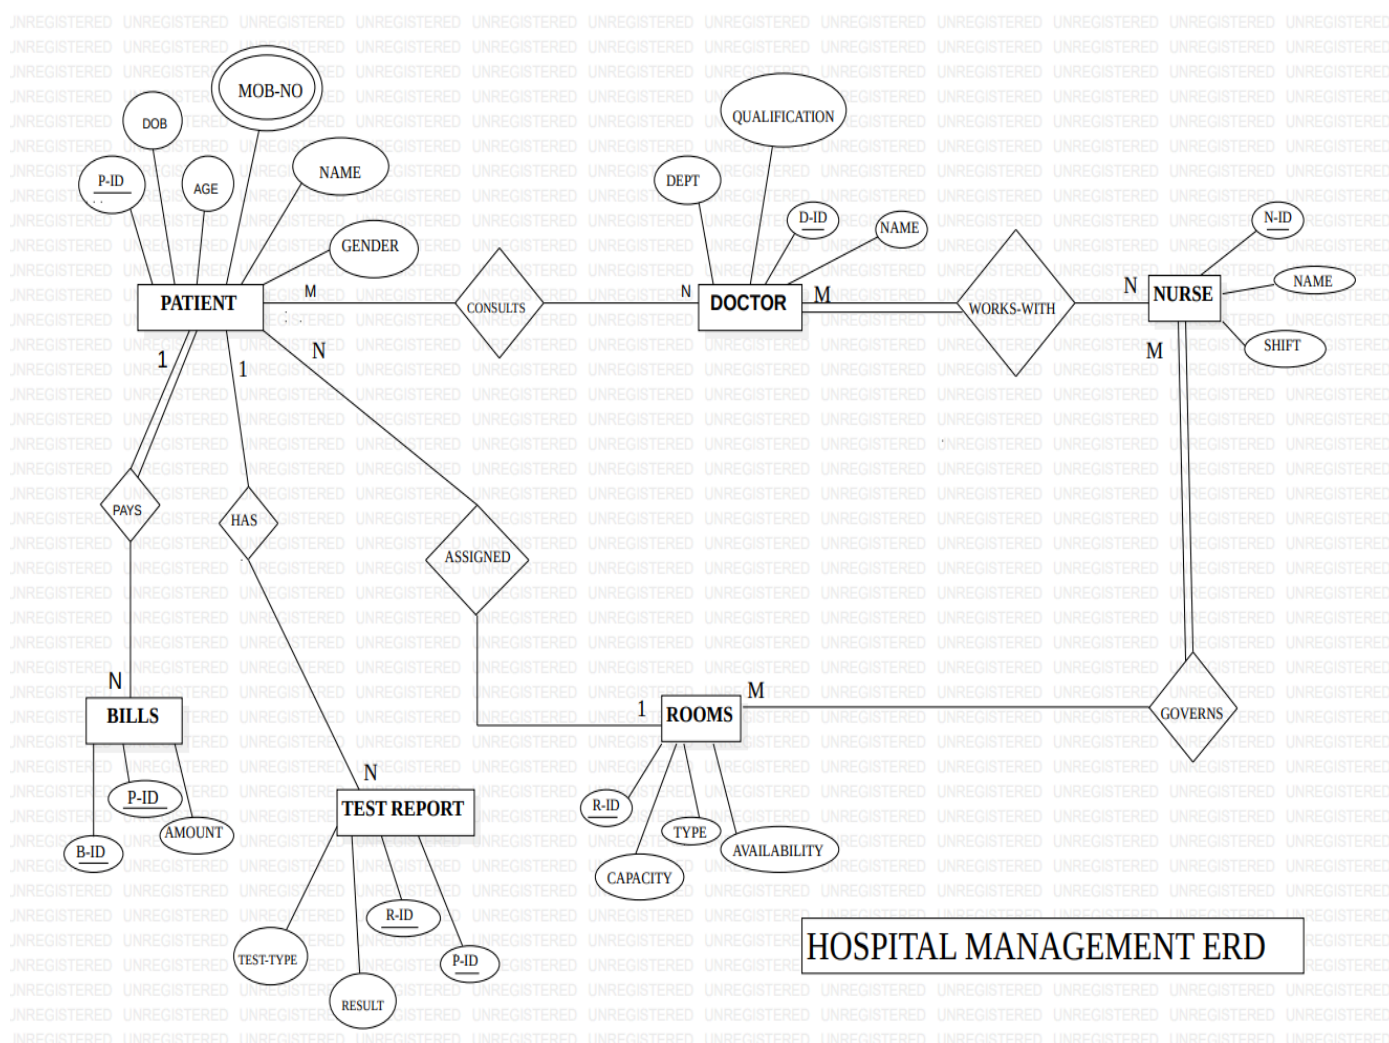 MOB-NO
DOB
QUALIFICATION
NAME
P-ID
DEPT
AGE
D-ID
N-ID
NAME
GENDER
NAME
M
N
M
N
PATIENT
CONSULTS
DOCTOR
WORKS-WITH
NURSE
SHIFT
1
1
N
M
PAYS
HAS
ASSIGNED
N
1
M
BILLS
ROOMS
GOVERNS
N
P-ID
R-ID
TEST REPORT
AMOUNT
TYPE
B-ID
AVAILABILITY
CAPACITY
R-ID
TEST-TYPE
P-ID
RESULT
HOSPITAL MANAGEMENT ERD
UNREGISTERED